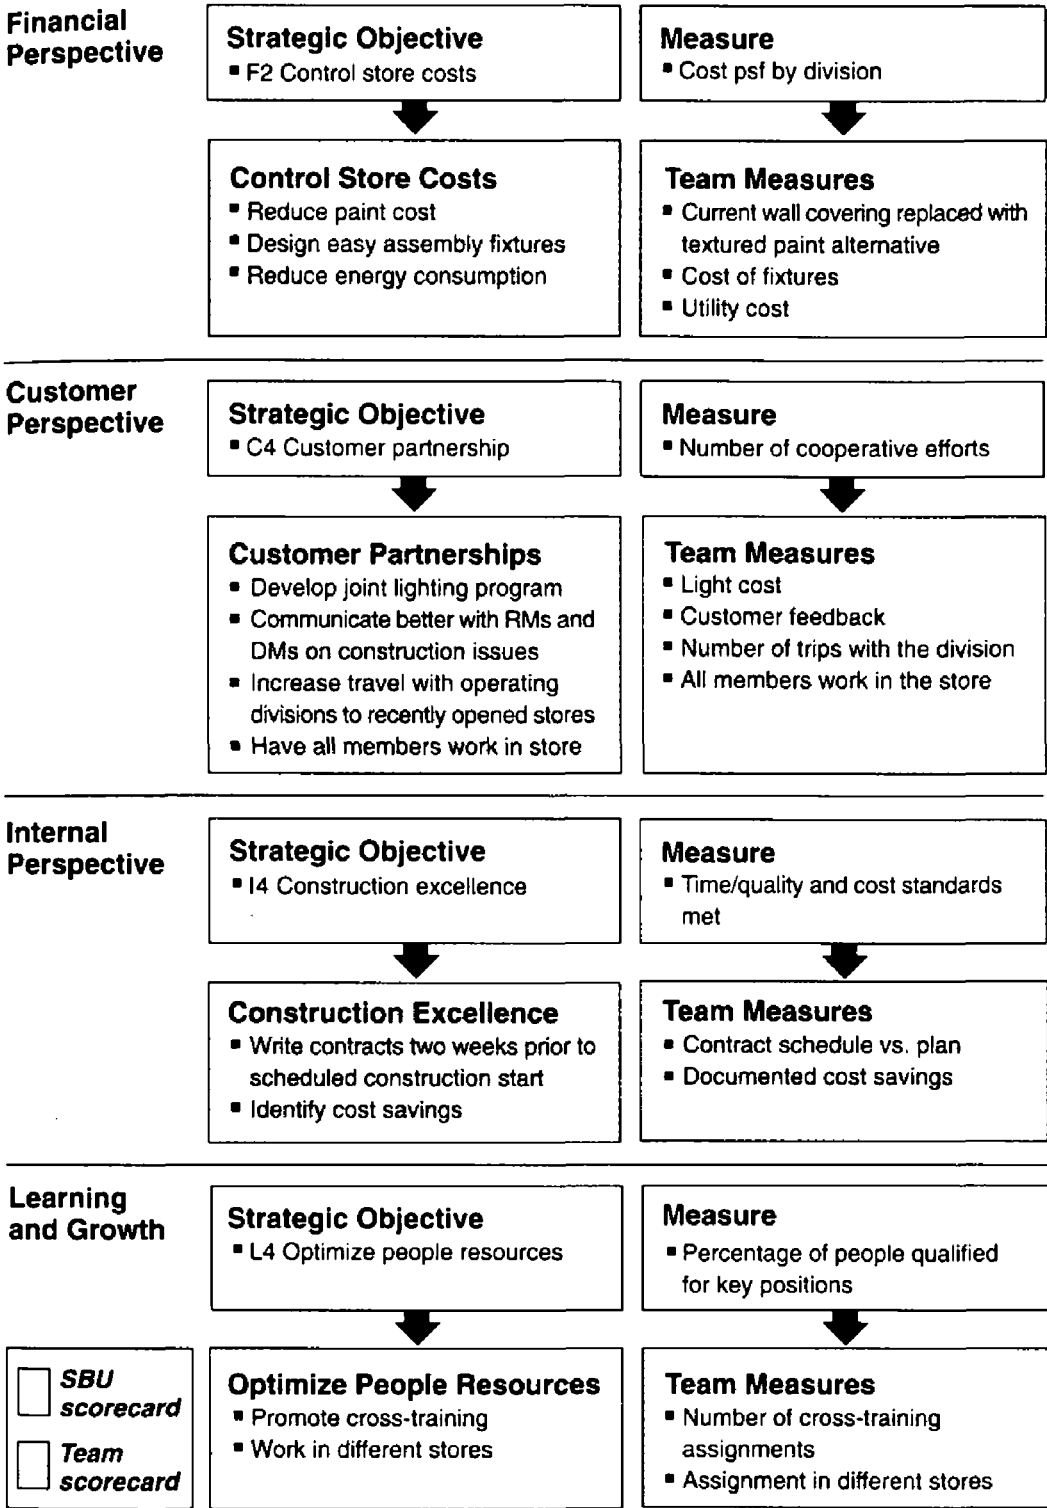 Financial
Perspective
Strategic Objective
▪ F2 Control store costs
Measure
▪ Cost psf by division
Control Store Costs
▪ Reduce paint cost
▪ Design easy assembly fixtures
▪ Reduce energy consumption
Team Measures
▪ Current wall covering replaced with
textured paint alternative
▪ Cost of fixtures
▪ Utility cost
Customer
Perspective
Strategic Objective
▪ C4 Customer partnership
Measure
▪ Number of cooperative efforts
Customer Partnerships
▪ Develop joint lighting program
▪ Communicate better with RMs and
DMs on construction issues
▪ Increase travel with operating
divisions to recently opened stores
▪ Have all members work in store
Team Measures
▪ Light cost
▪ Customer feedback
▪ Number of trips with the division
▪ All members work in the store
Internal
Perspective
Strategic Objective
▪ I4 Construction excellence
Measure
▪ Time/quality and cost standards
met
Construction Excellence
▪ Write contracts two weeks prior to
scheduled construction start
▪ Identify cost savings
Team Measures
▪ Contract schedule vs. plan
▪ Documented cost savings
Learning
and Growth
Strategic Objective
▪ L4 Optimize people resources
Measure
▪ Percentage of people qualified
for key positions
SBU
scorecard
Team
scorecard
Optimize People Resources
▪ Promote cross-training
▪ Work in different stores
Team Measures
▪ Number of cross-training
assignments
▪ Assignment in different stores